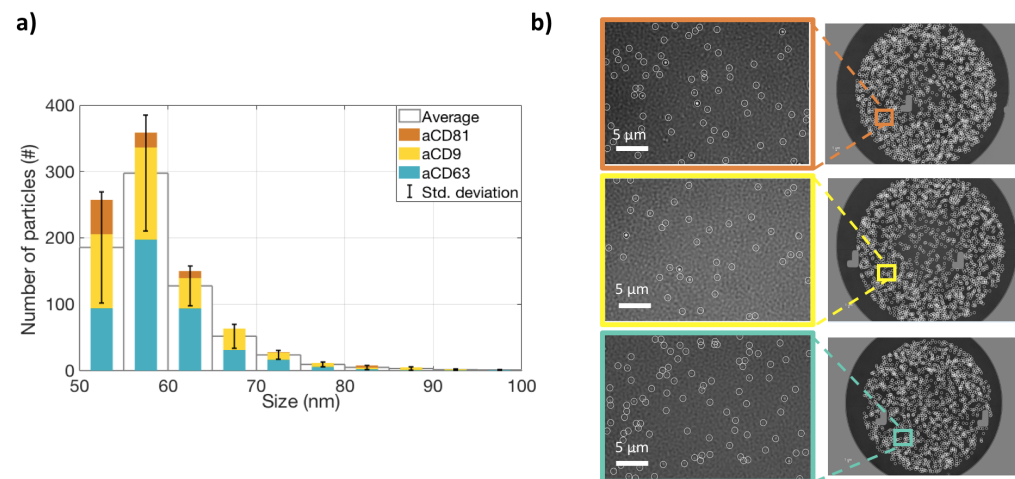 a)
b)
400
300
200
100
0
Number of particles (#)
50
60
70
80
90
100
Size (nm)
Average
aCD81
aCD9
aCD63
Std. deviation
5 µm
5 µm
5 µm